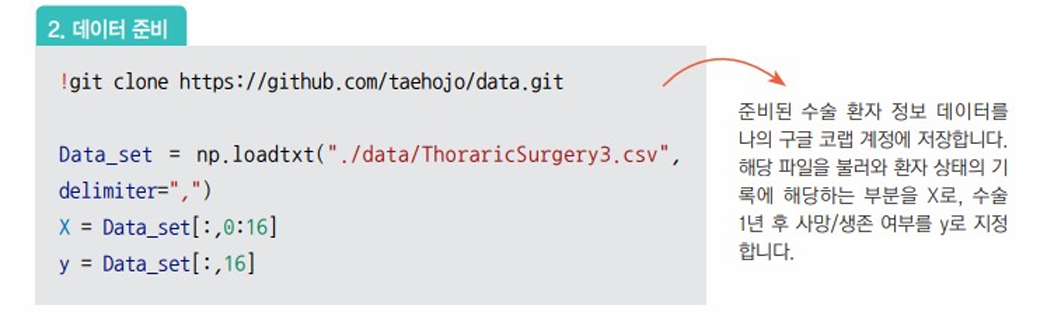 2. 데이터 준비
!git clone https://github.com/taehojo/data.git
Data_set = np.loadtxt("./data/ThoraricSurgery3.csv",
delimiter=",")
X = Data_set[:,0:16]
y = Data_set[:,16]
준비된 수술 환자 정보 데이터를
나의 구글 코랩 계정에 저장합니다.
해당 파일을 불러와 환자 상태의 기
록에 해당하는 부분을 X로, 수술
1년 후 사망/생존 여부를 y로 지정
합니다.